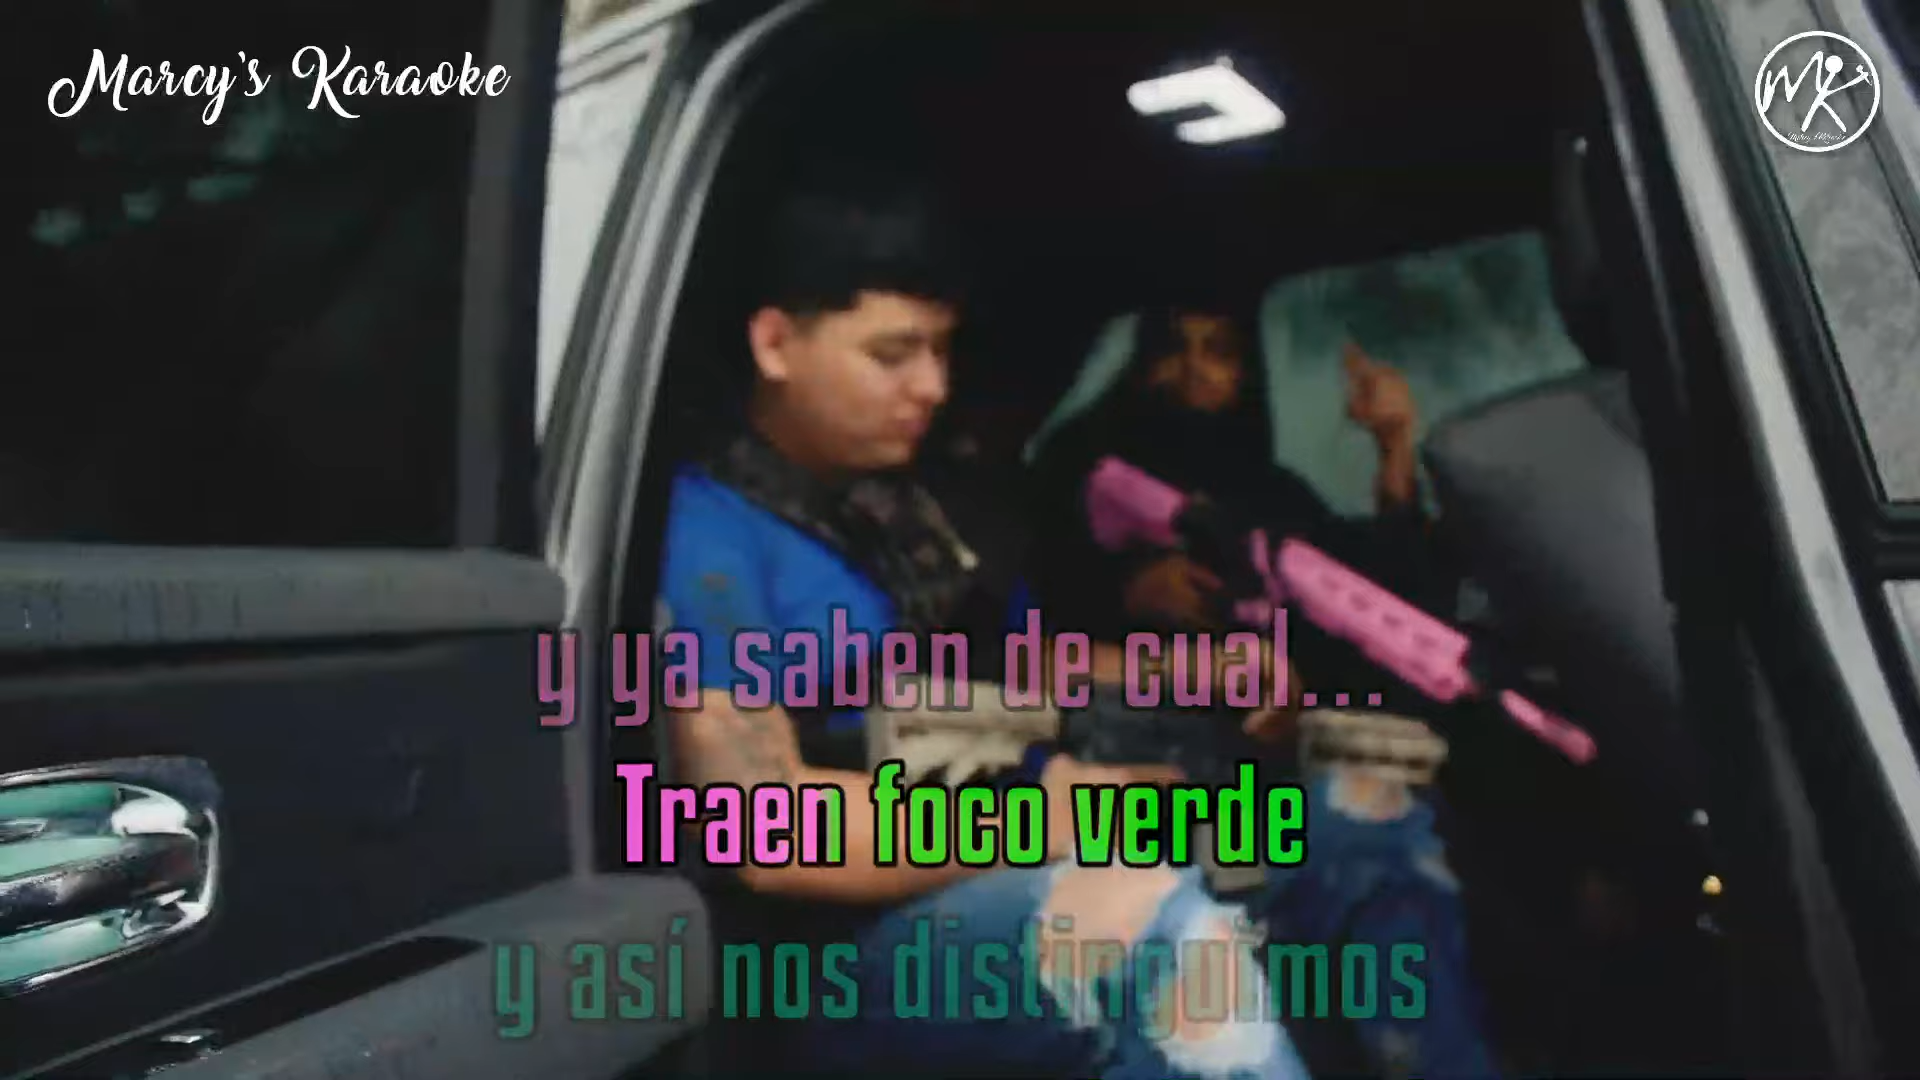 Marcy's Karaoke
y ya saben de cual...
Traen foco verde
y así nos distinguimos